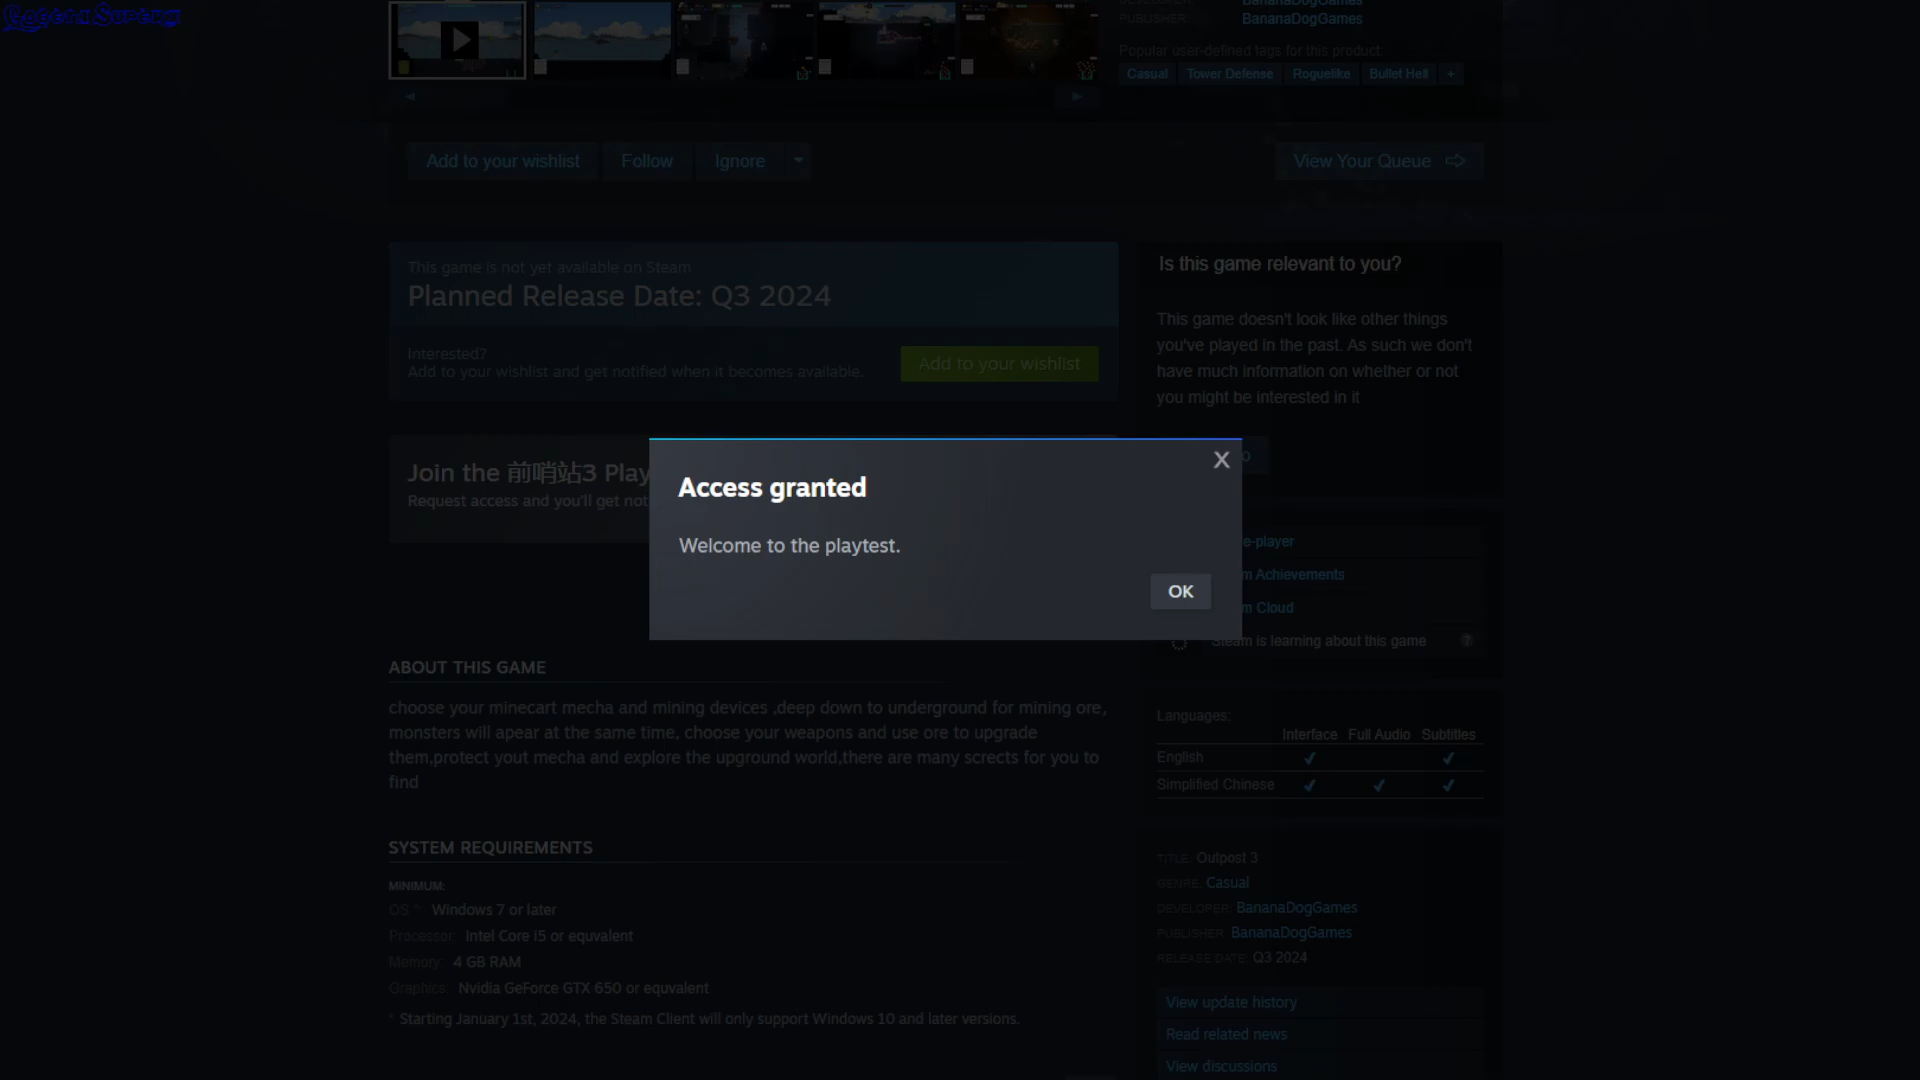 BananaDogGames
PUBLISHER: BananaDogGames
Popular user-defined tags for this product:
Casual Tower Defense Roguelike Bullet Hell +
Add to your wishlist Follow Ignore View Your Queue
This game is not yet available on Steam
Planned Release Date: Q3 2024
Interested?
Add to your wishlist and get notified when it becomes available.
Add to your wishlist
Is this game relevant to you?
This game doesn't look like other things
you've played in the past. As such we don't
have much information on whether or not
you might be interested in it
Join the 前哨站3 Play
Request access and you'll get not
X
Access granted
Welcome to the playtest.
OK
e-player
m Achievements
m Cloud
Steam is learning about this game ?
ABOUT THIS GAME
choose your minecart mecha and mining devices ,deep down to underground for mining ore,
monsters will apear at the same time, choose your weapons and use ore to upgrade
them,protect yout mecha and explore the upground world,there are many scrects for you to
find
Languages:
Interface Full Audio Subtitles
English ✔ ✔
Simplified Chinese ✔ ✔ ✔
SYSTEM REQUIREMENTS
MINIMUM:
OS *: Windows 7 or later
Processor: Intel Core i5 or equvalent
Memory: 4 GB RAM
Graphics: Nvidia GeForce GTX 650 or equvalent
* Starting January 1st, 2024, the Steam Client will only support Windows 10 and later versions.
TITLE: Outpost 3
GENRE: Casual
DEVELOPER: BananaDogGames
PUBLISHER: BananaDogGames
RELEASE DATE: Q3 2024
View update history
Read related news
View discussions